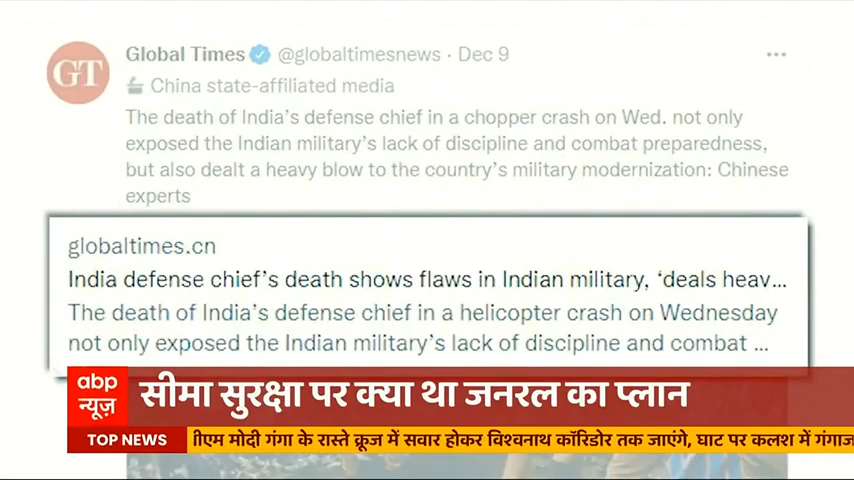 Global Times @globaltimesnews · Dec 9 ···
GT
China state-affiliated media
The death of India's defense chief in a chopper crash on Wed. not only
exposed the Indian military's lack of discipline and combat preparedness,
but also dealt a heavy blow to the country's military modernization: Chinese
experts
globaltimes.cn
India defense chief's death shows flaws in Indian military, 'deals heav...
The death of India's defense chief in a helicopter crash on Wednesday
not only exposed the Indian military's lack of discipline and combat ...
abp
न्यूज़
सीमा सुरक्षा पर क्या था जनरल का प्लान
TOP NEWS
पीएम मोदी गंगा के रास्ते क्रूज में सवार होकर विश्वनाथ कॉरिडोर तक जाएंगे, घाट पर कलश में गंगाज